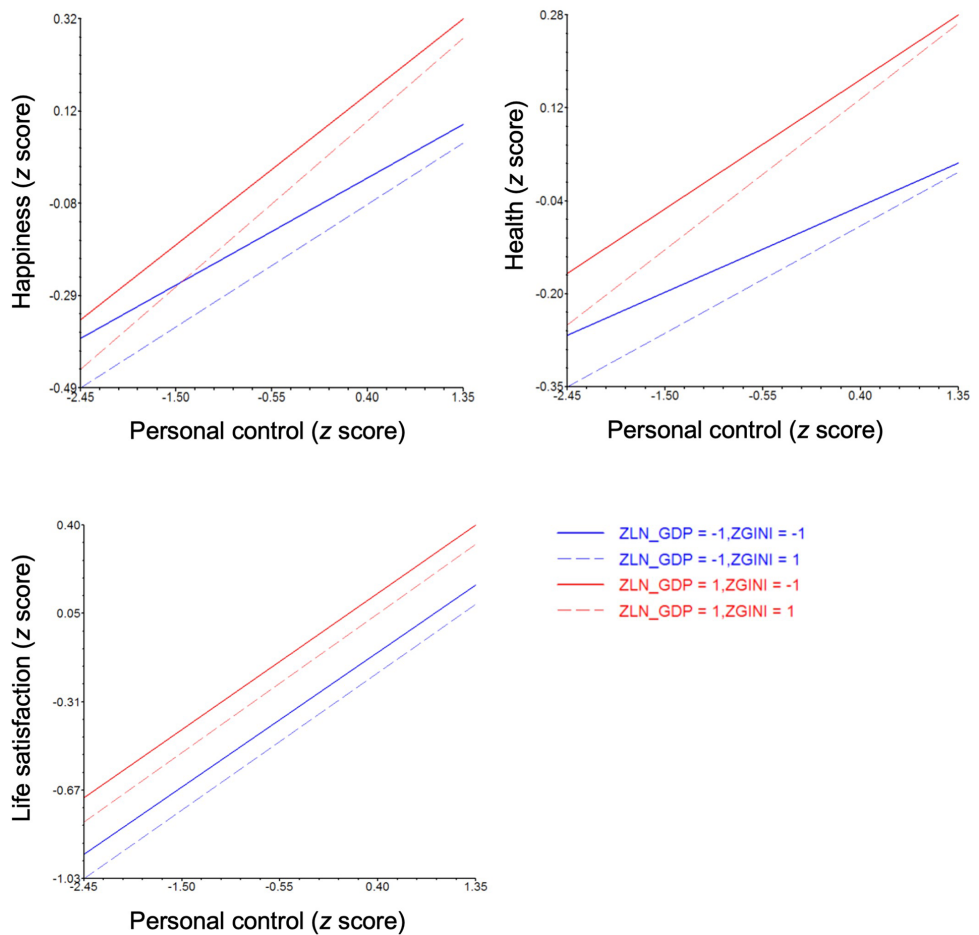 0.32
0.12
-0.08
-0.29
-0.49
Happiness (z score)
-2.45 -1.50 -0.55 0.40 1.35
Personal control (z score)
0.28
0.12
-0.04
-0.20
-0.35
Health (z score)
-2.45 -1.50 -0.55 0.40 1.35
Personal control (z score)
0.40
0.05
-0.31
-0.67
-1.03
Life satisfaction (z score)
-2.45 -1.50 -0.55 0.40 1.35
Personal control (z score)
ZLN_GDP = -1,ZGINI = -1
ZLN_GDP = -1,ZGINI = 1
ZLN_GDP = 1,ZGINI = -1
ZLN_GDP = 1,ZGINI = 1